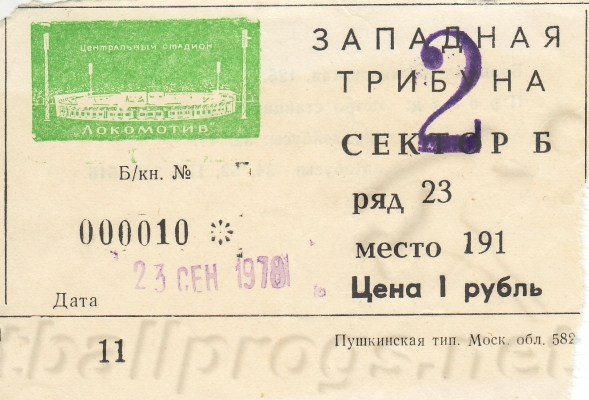 Центральный стадион
"Локомотив"
ЗАПАДНАЯ
ТРИБУНА
2
СЕКТОР Б
Б/кн. №
ряд 23
000010
место 191
23 СЕН 1978
Цена 1 рубль
Дата
11
Пушкинская тип. Моск. обл. 582